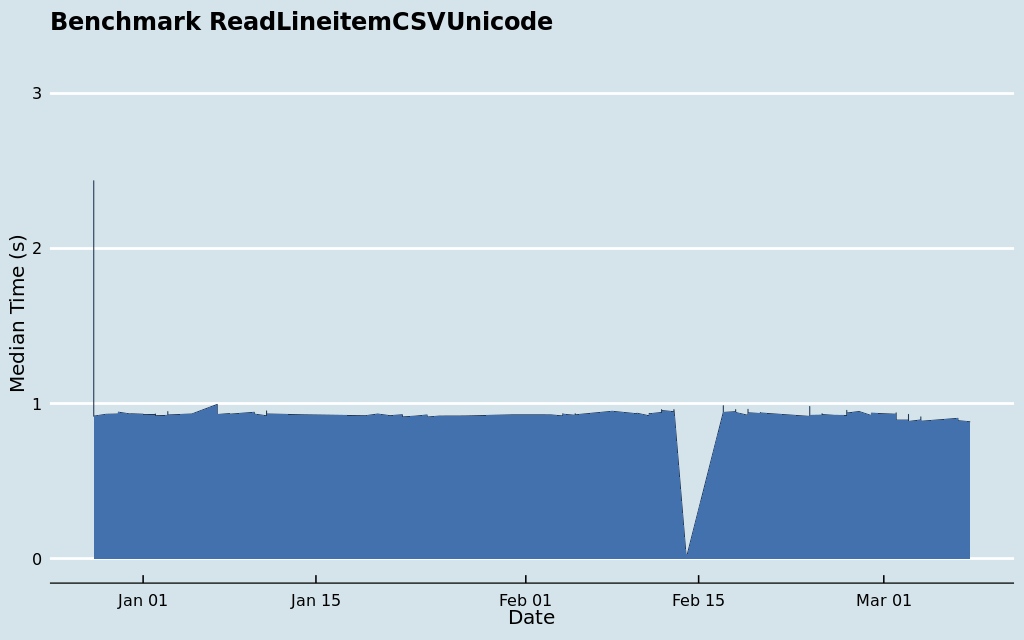 Benchmark ReadLineitemCSVUnicode
Median Time (s)
3
2
1
0
Jan 01 Jan 15 Feb 01 Feb 15 Mar 01
Date